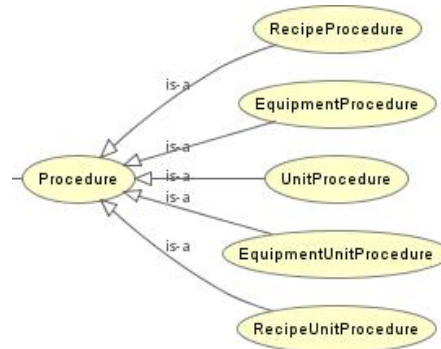 RecipeProcedure
is-a
EquipmentProcedure
is-a
Procedure
is-a
UnitProcedure
is-a
EquipmentUnitProcedure
is-a
RecipeUnitProcedure